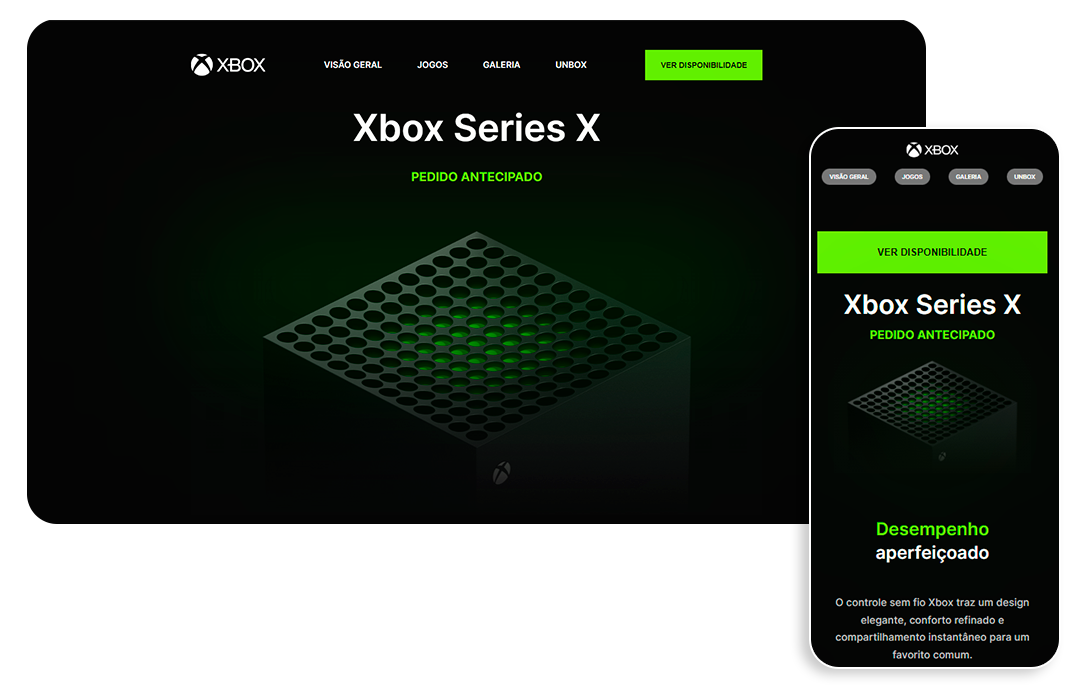 XBOX
VISÃO GERAL JOGOS GALERIA UNBOX
VER DISPONIBILIDADE
Xbox Series X
PEDIDO ANTECIPADO
XBOX
VISÃO GERAL JOGOS GALERIA UNBOX
VER DISPONIBILIDADE
Xbox Series X
PEDIDO ANTECIPADO
Desempenho
aperfeiçoado
O controle sem fio Xbox traz um design
elegante, conforto refinado e
compartilhamento instantâneo para um
favorito comum.